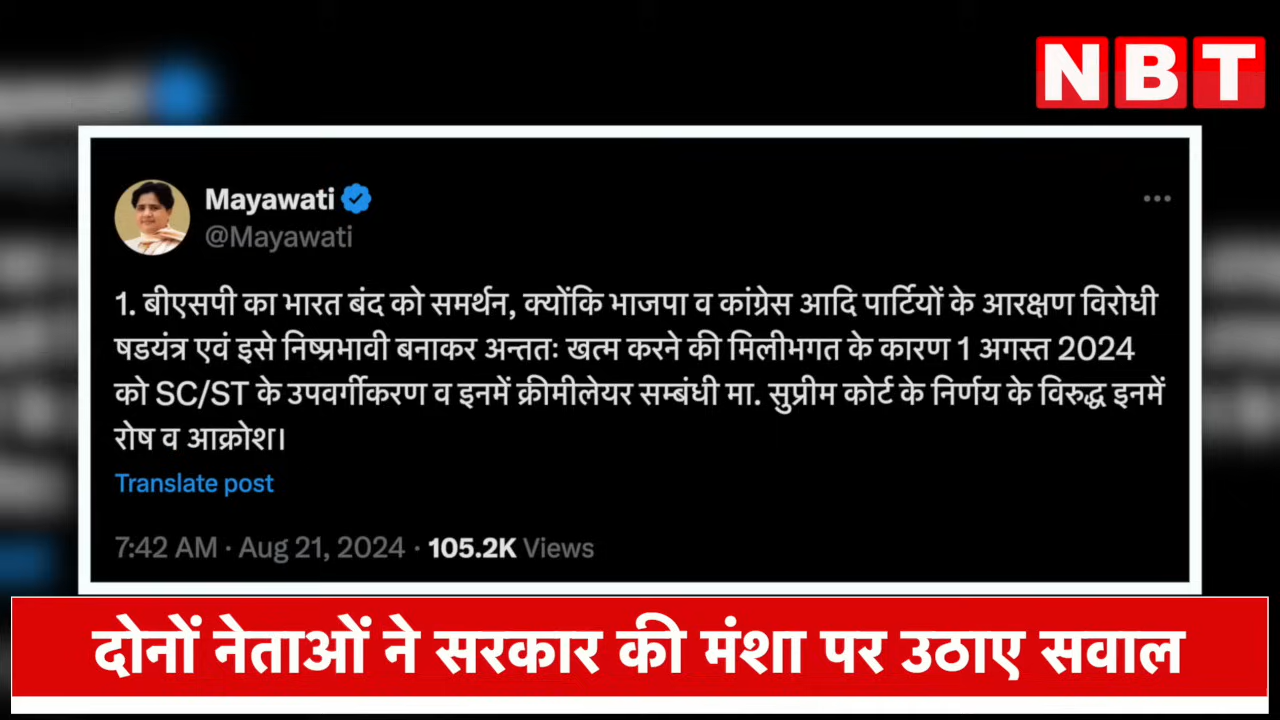 NBT
Mayawati
@Mayawati
1. बीएसपी का भारत बंद को समर्थन, क्योंकि भाजपा व कांग्रेस आदि पार्टियों के आरक्षण विरोधी
षडयंत्र एवं इसे निष्प्रभावी बनाकर अन्ततः खत्म करने की मिलीभगत के कारण 1 अगस्त 2024
को SC/ST के उपवर्गीकरण व इनमें क्रीमीलेयर सम्बंधी मा. सुप्रीम कोर्ट के निर्णय के विरुद्ध इनमें
रोष व आक्रोश।
Translate post
7:42 AM · Aug 21, 2024 · 105.2K Views
दोनों नेताओं ने सरकार की मंशा पर उठाए सवाल